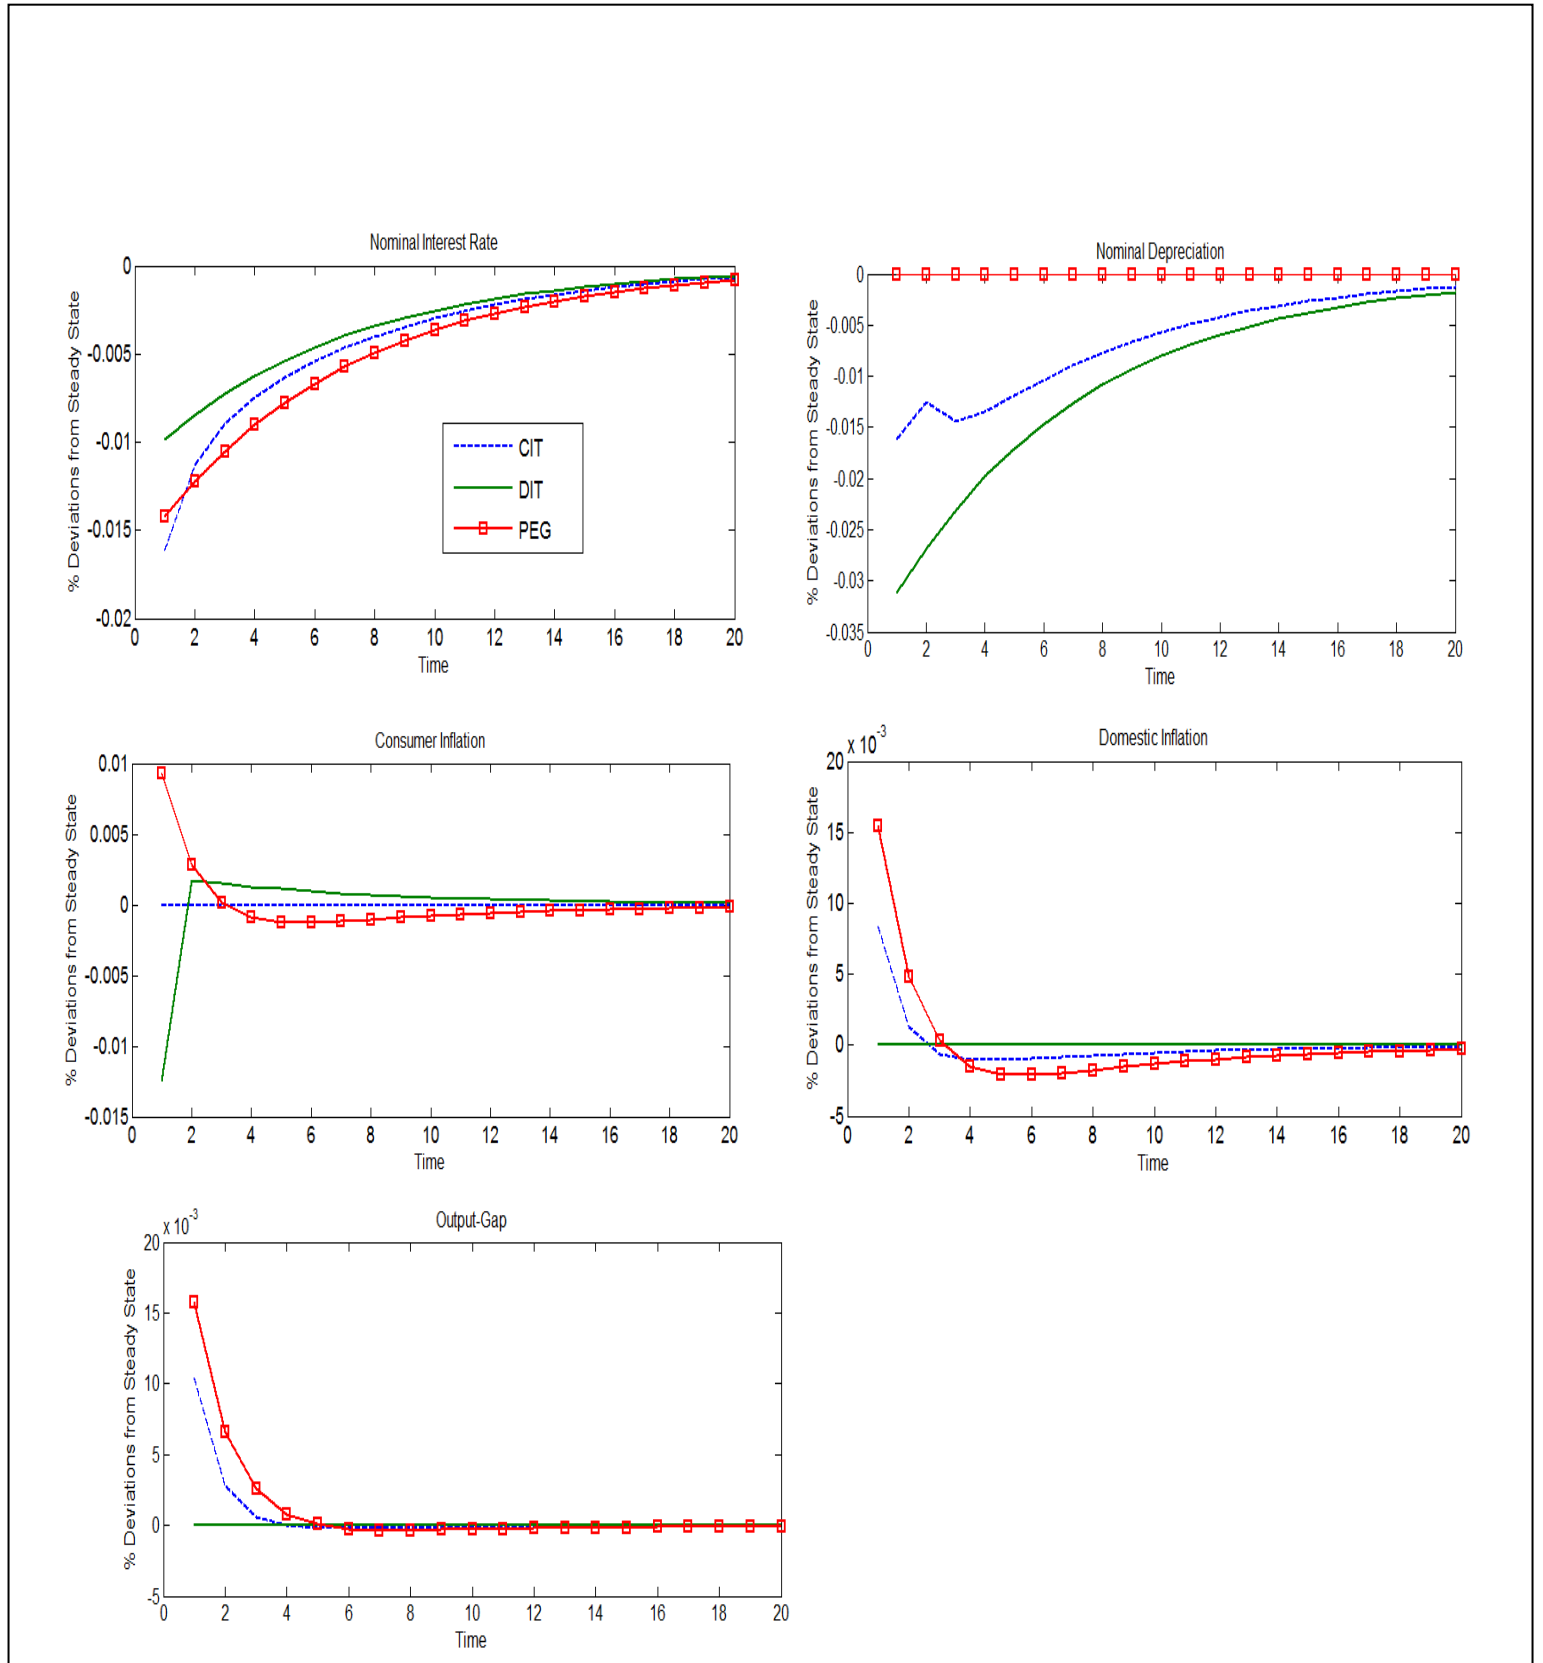 Nominal Interest Rate
% Deviations from Steady State
0
-0.005
-0.01
-0.015
-0.02
0 2 4 6 8 10 12 14 16 18 20
Time
CIT
DIT
PEG
Nominal Depreciation
% Deviations from Steady State
0
-0.005
-0.01
-0.015
-0.02
-0.025
-0.03
-0.035
0 2 4 6 8 10 12 14 16 18 20
Time
Consumer Inflation
% Deviations from Steady State
0.01
0.005
0
-0.005
-0.01
-0.015
0 2 4 6 8 10 12 14 16 18 20
Time
Domestic Inflation
x 10^-3
% Deviations from Steady State
20
15
10
5
0
-5
0 2 4 6 8 10 12 14 16 18 20
Time
Output-Gap
x 10^-3
% Deviations from Steady State
20
15
10
5
0
-5
0 2 4 6 8 10 12 14 16 18 20
Time